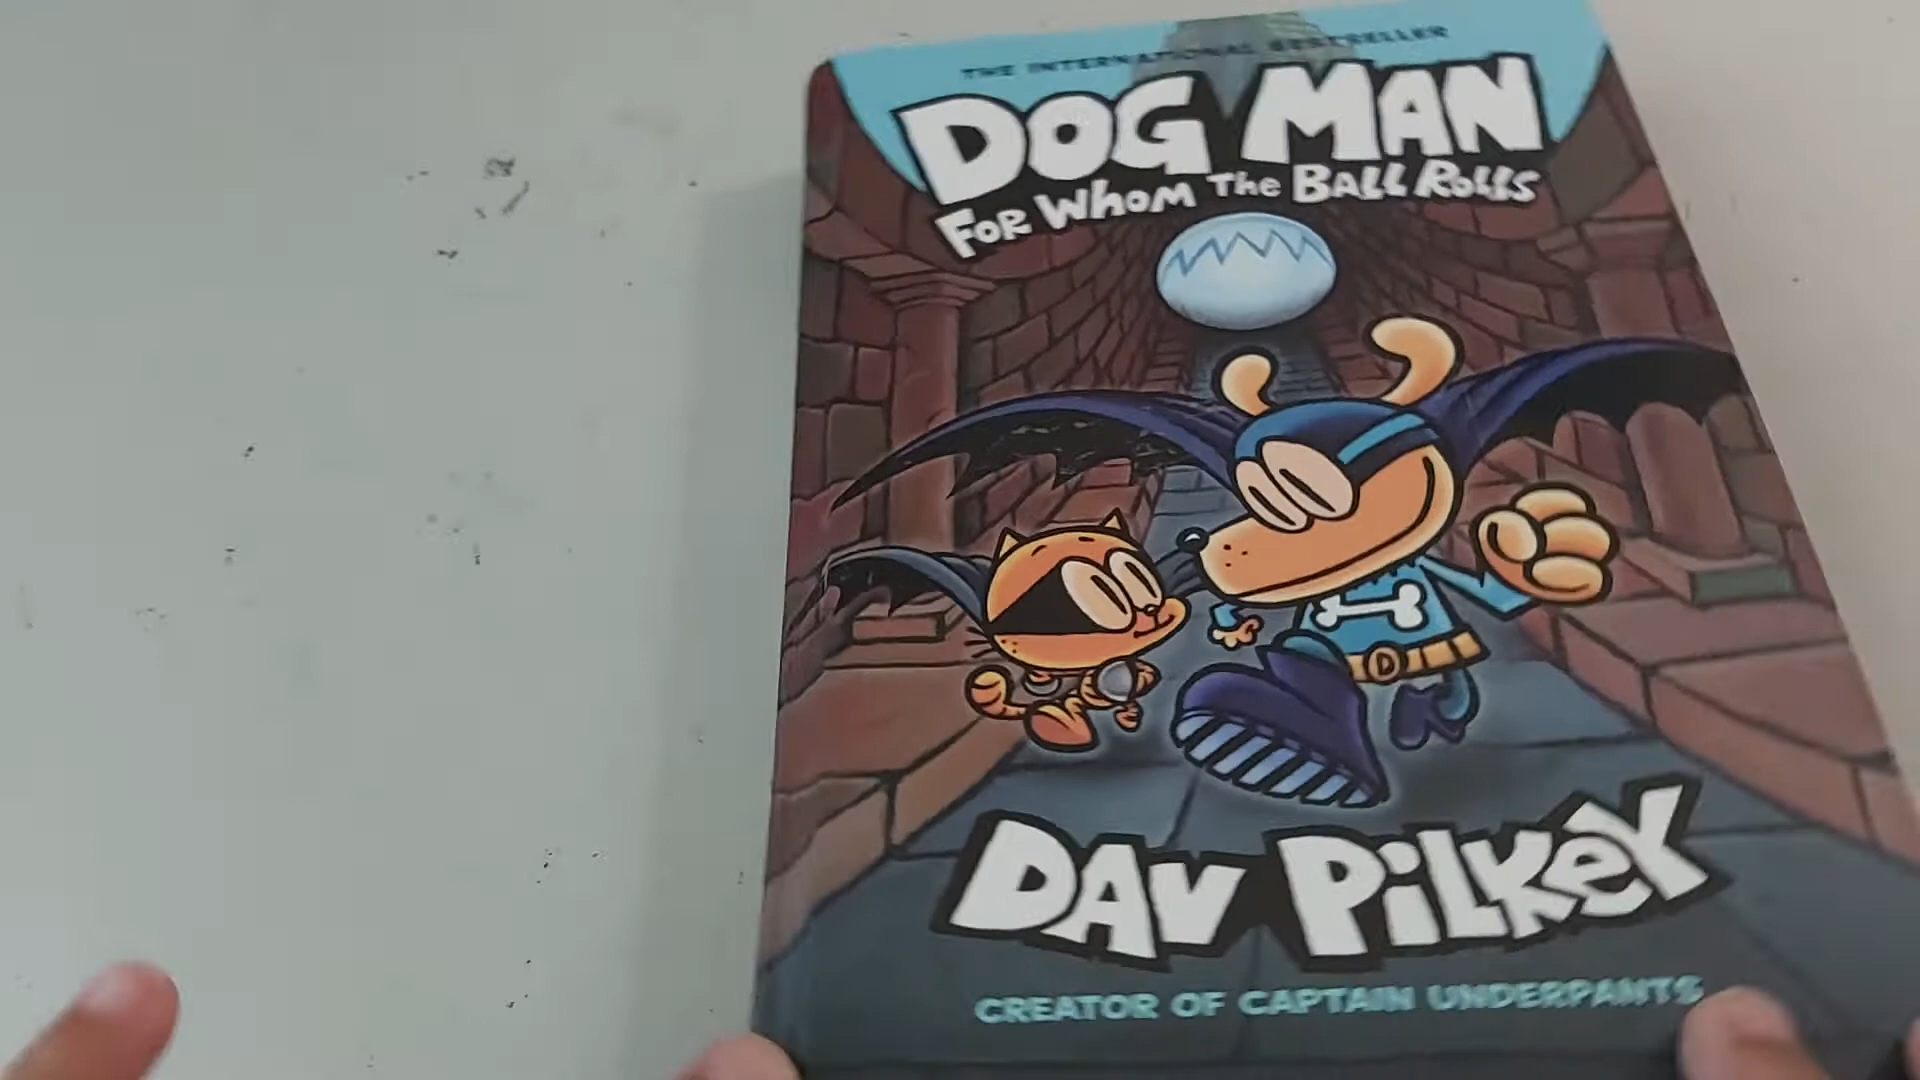 THE INTERNATIONAL BESTSELLER
DOG MAN
FOR WHOM THE BALL ROLLS
D
DAV PILKEY
CREATOR OF CAPTAIN UNDERPANTS